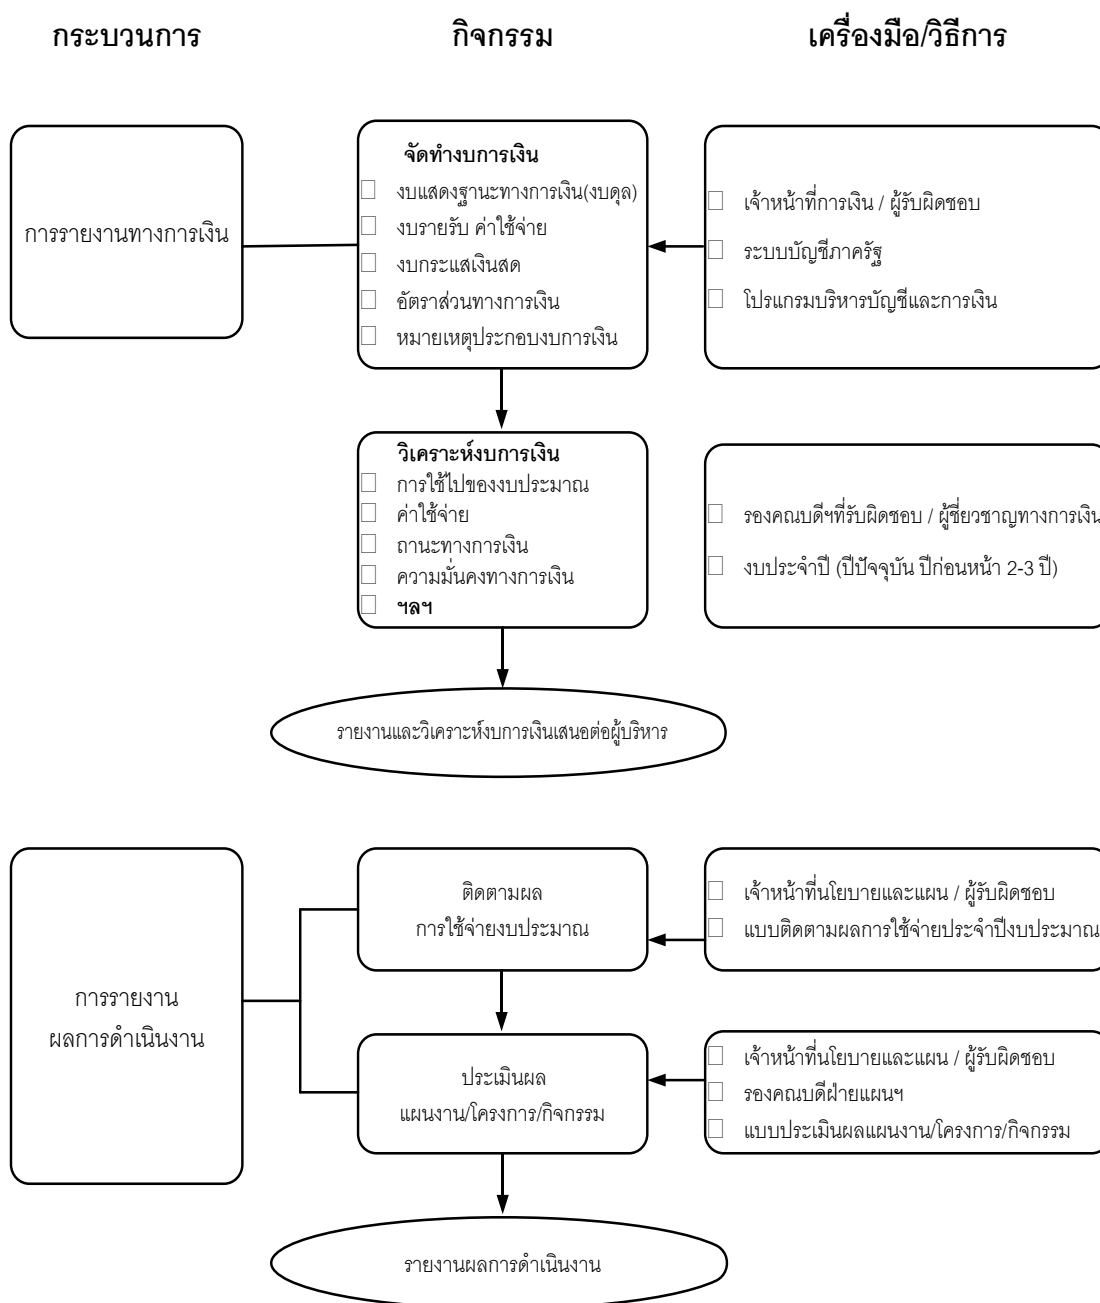 กระบวนการ
กิจกรรม
เครื่องมือ/วิธีการ
การรายงานทางการเงิน
จัดทำงบการเงิน
งบแสดงฐานะทางการเงิน(งบดุล)
งบรายรับ ค่าใช้จ่าย
งบกระแสเงินสด
อัตราส่วนทางการเงิน
หมายเหตุประกอบงบการเงิน
เจ้าหน้าที่การเงิน / ผู้รับผิดชอบ
ระบบบัญชีภาครัฐ
โปรแกรมบริหารบัญชีและการเงิน
วิเคราะห์งบการเงิน
การใช้ไปของงบประมาณ
ค่าใช้จ่าย
ถานะทางการเงิน
ความมั่นคงทางการเงิน
ฯลฯ
รองคณบดีฯที่รับผิดชอบ / ผู้ชี่ยวชาญทางการเงิน
งบประจำปี (ปีปัจจุบัน ปีก่อนหน้า 2-3 ปี)
รายงานและวิเคราะห์งบการเงินเสนอต่อผู้บริหาร
การรายงาน
ผลการดำเนินงาน
ติดตามผล
การใช้จ่ายงบประมาณ
เจ้าหน้าที่นโยบายและแผน / ผู้รับผิดชอบ
แบบติดตามผลการใช้จ่ายประจำปีงบประมาณ
ประเมินผล
แผนงาน/โครงการ/กิจกรรม
เจ้าหน้าที่นโยบายและแผน / ผู้รับผิดชอบ
รองคณบดีฝ่ายแผนฯ
แบบประเมินผลแผนงาน/โครงการ/กิจกรรม
รายงานผลการดำเนินงาน